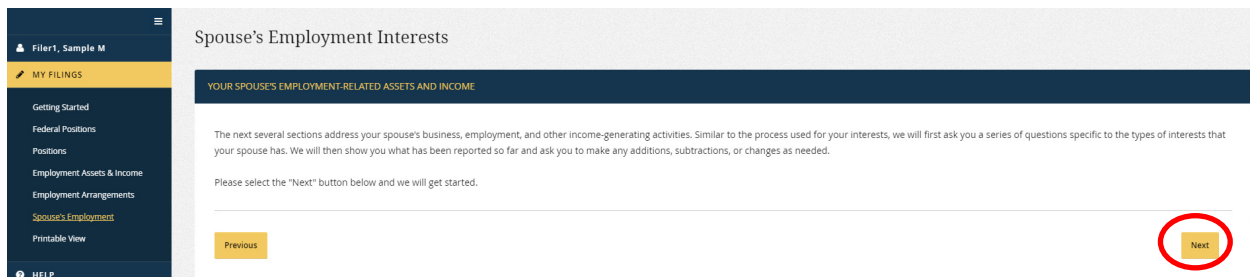 Filer1, Sample M
MY FILINGS
Getting Started
Federal Positions
Positions
Employment Assets & Income
Employment Arrangements
Spouse's Employment
Printable View
HELP
Spouse's Employment Interests
YOUR SPOUSE'S EMPLOYMENT-RELATED ASSETS AND INCOME
The next several sections address your spouse's business, employment, and other income-generating activities. Similar to the process used for your interests, we will first ask you a series of questions specific to the types of interests that
your spouse has. We will then show you what has been reported so far and ask you to make any additions, subtractions, or changes as needed.
Please select the "Next" button below and we will get started.
Previous
Next